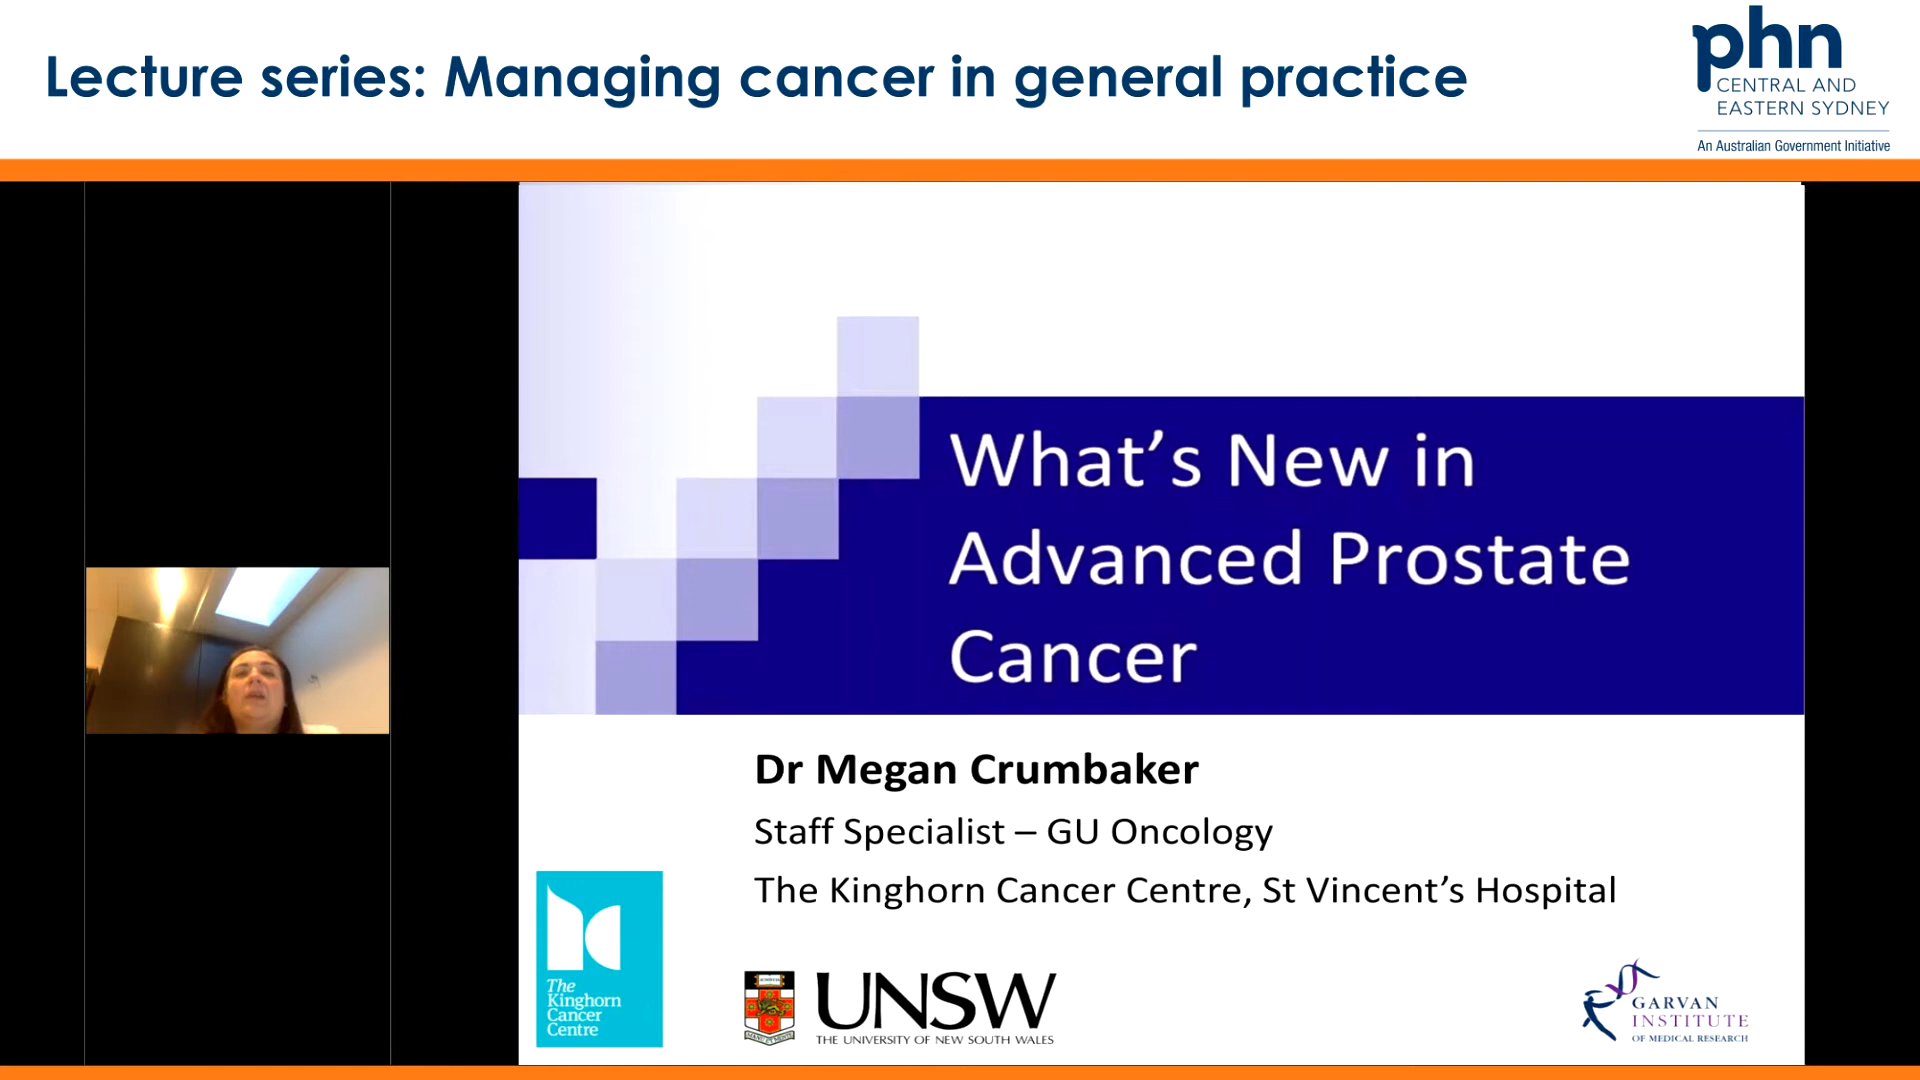 Lecture series: Managing cancer in general practice
phn
CENTRAL AND
EASTERN SYDNEY
An Australian Government Initiative
What's New in
Advanced Prostate
Cancer
Dr Megan Crumbaker
Staff Specialist – GU Oncology
The Kinghorn Cancer Centre, St Vincent's Hospital
The
Kinghorn
Cancer
Centre
UNSW
THE UNIVERSITY OF NEW SOUTH WALES
GARVAN
INSTITUTE
OF MEDICAL RESEARCH